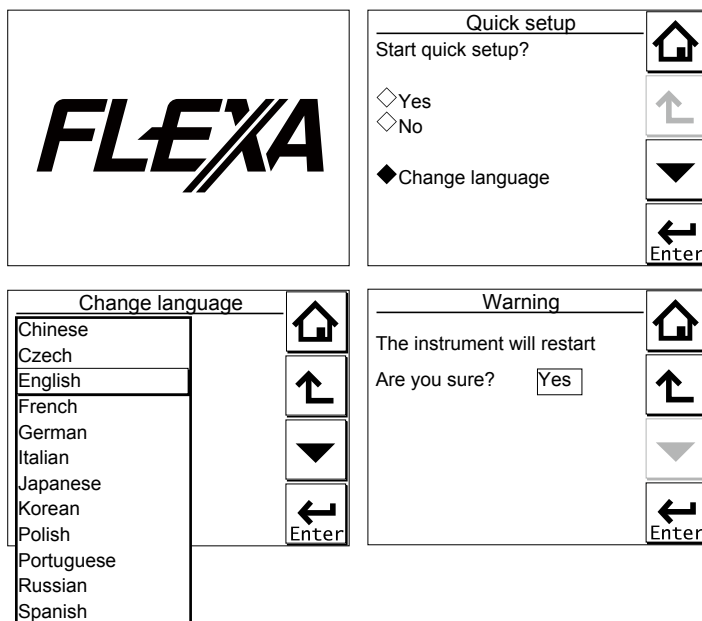 FLEXA
Quick setup
Start quick setup?
Yes
No
Change language
Enter
Change language
Chinese
Czech
English
French
German
Italian
Japanese
Korean
Polish
Portuguese
Russian
Spanish
Enter
Warning
The instrument will restart
Are you sure? Yes
Enter